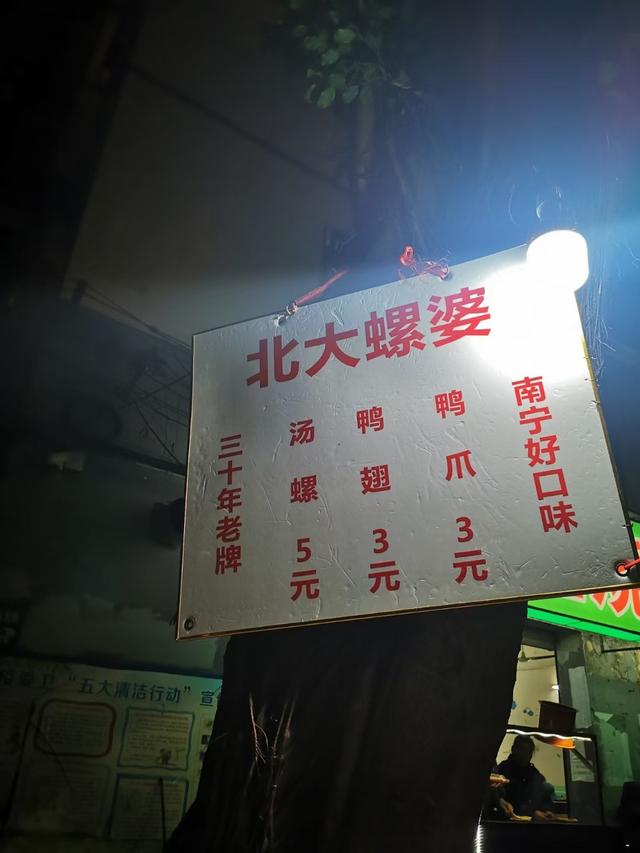 北大螺婆
三十年老牌
汤螺5元
鸭翅3元
鸭爪3元
南宁好口味
"五大清洁行动"宣